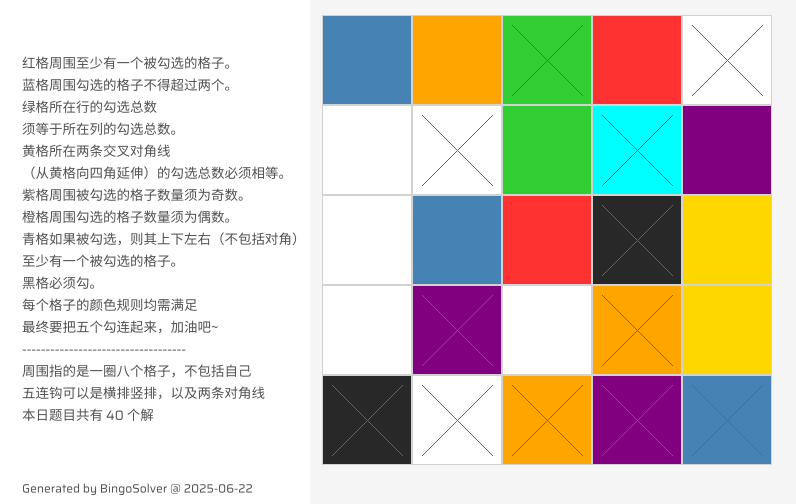 红格周围至少有一个被勾选的格子。
蓝格周围勾选的格子不得超过两个。
绿格所在行的勾选总数
须等于所在列的勾选总数。
黄格所在两条交叉对角线
（从黄格向四角延伸）的勾选总数必须相等。
紫格周围被勾选的格子数量须为奇数。
橙格周围勾选的格子数量须为偶数。
青格如果被勾选，则其上下左右（不包括对角）
至少有一个被勾选的格子。
黑格必须勾。
每个格子的颜色规则均需满足
最终要把五个勾连起来，加油吧~
----------------------------------
周围指的是一圈八个格子，不包括自己
五连钩可以是横排竖排，以及两条对角线
本日题目共有 40 个解
Generated by BingoSolver @ 2025-06-22